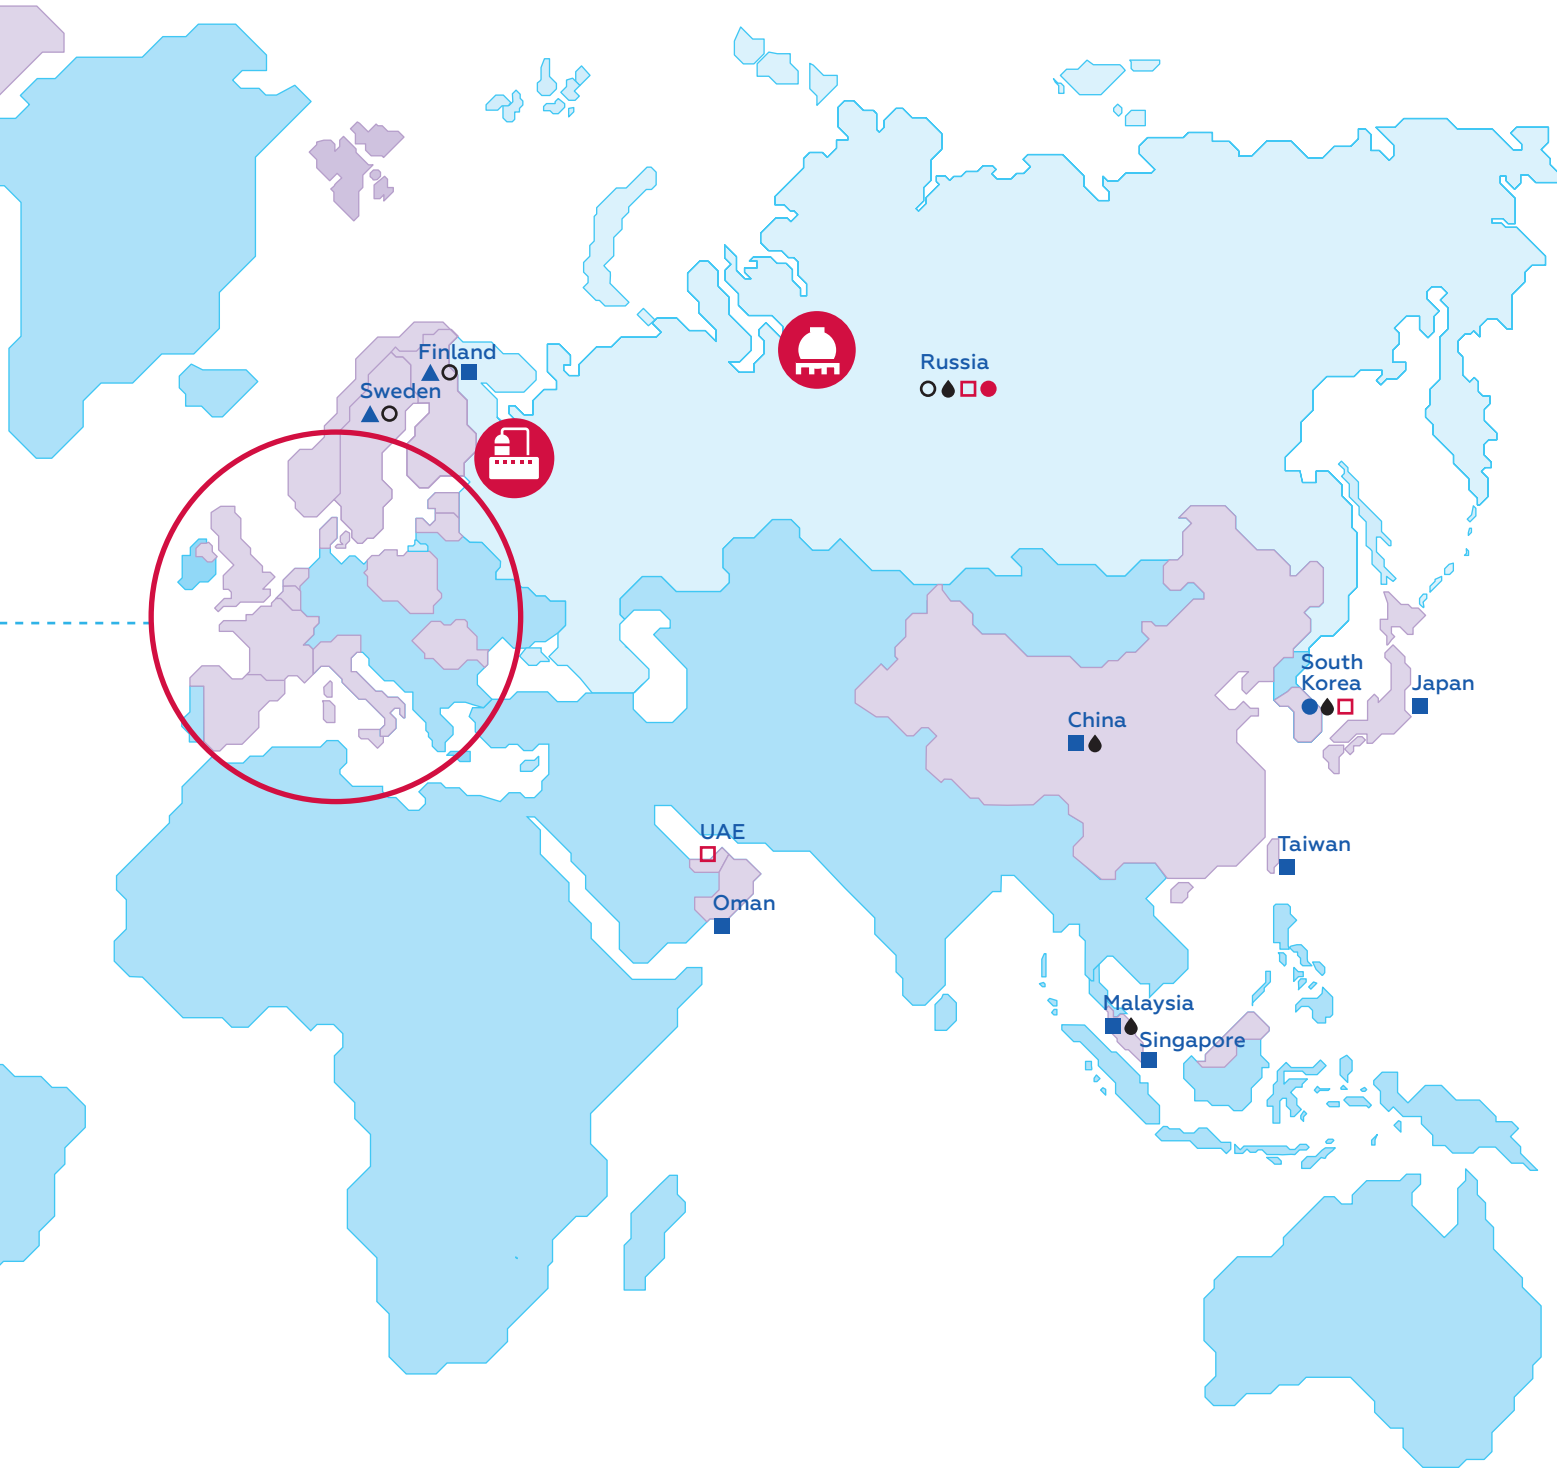 Finland
Sweden
Russia
South
Korea
Japan
China
UAE
Taiwan
Oman
Malaysia
Singapore